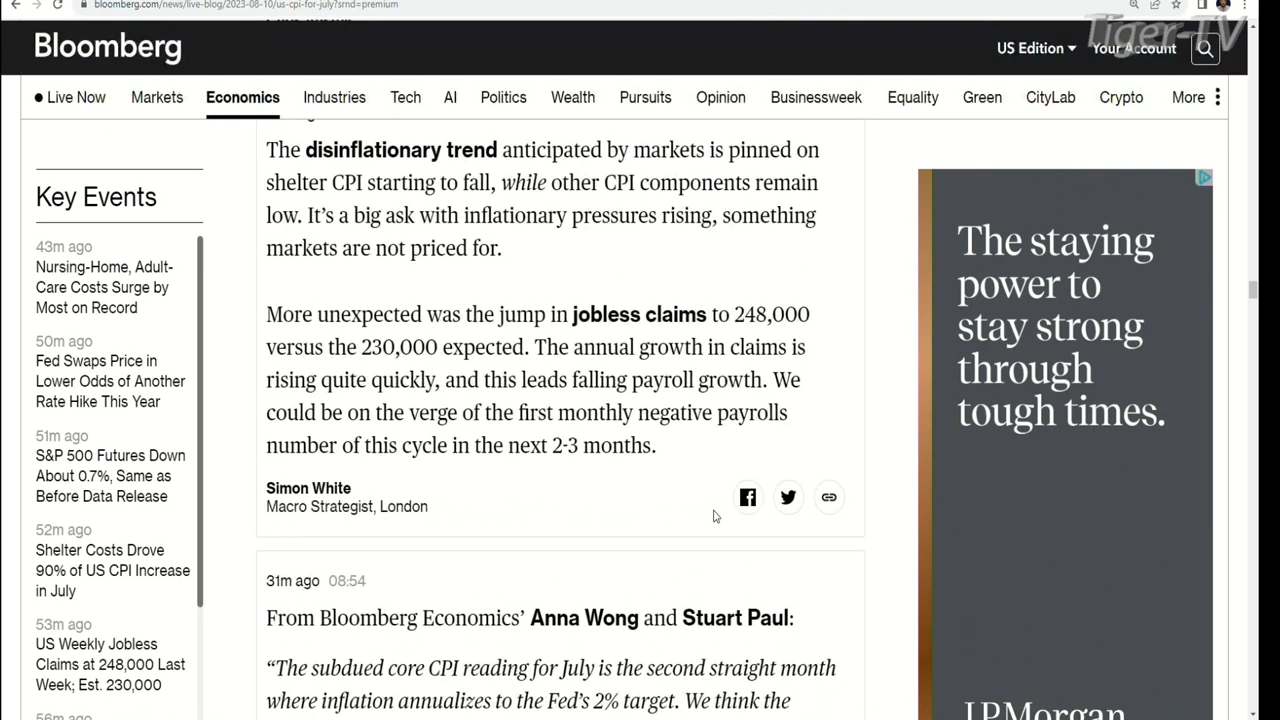 bloomberg.com/news/live-blog/2023-08-10/us-cpi-for-july?srnd=premium
Tiger-TV
Bloomberg
US Edition
Your Account
Live Now
Markets
Economics
Industries
Tech
AI
Politics
Wealth
Pursuits
Opinion
Businessweek
Equality
Green
CityLab
Crypto
More
Key Events
43m ago
Nursing-Home, Adult-
Care Costs Surge by
Most on Record
50m ago
Fed Swaps Price in
Lower Odds of Another
Rate Hike This Year
51m ago
S&P 500 Futures Down
About 0.7%, Same as
Before Data Release
52m ago
Shelter Costs Drove
90% of US CPI Increase
in July
53m ago
US Weekly Jobless
Claims at 248,000 Last
Week; Est. 230,000
56m ago
The disinflationary trend anticipated by markets is pinned on
shelter CPI starting to fall, while other CPI components remain
low. It’s a big ask with inflationary pressures rising, something
markets are not priced for.
More unexpected was the jump in jobless claims to 248,000
versus the 230,000 expected. The annual growth in claims is
rising quite quickly, and this leads falling payroll growth. We
could be on the verge of the first monthly negative payrolls
number of this cycle in the next 2-3 months.
Simon White
Macro Strategist, London
31m ago 08:54
From Bloomberg Economics’ Anna Wong and Stuart Paul:
“The subdued core CPI reading for July is the second straight month
where inflation annualizes to the Fed’s 2% target. We think the
The staying
power to
stay strong
through
tough times.
J.P.Morgan